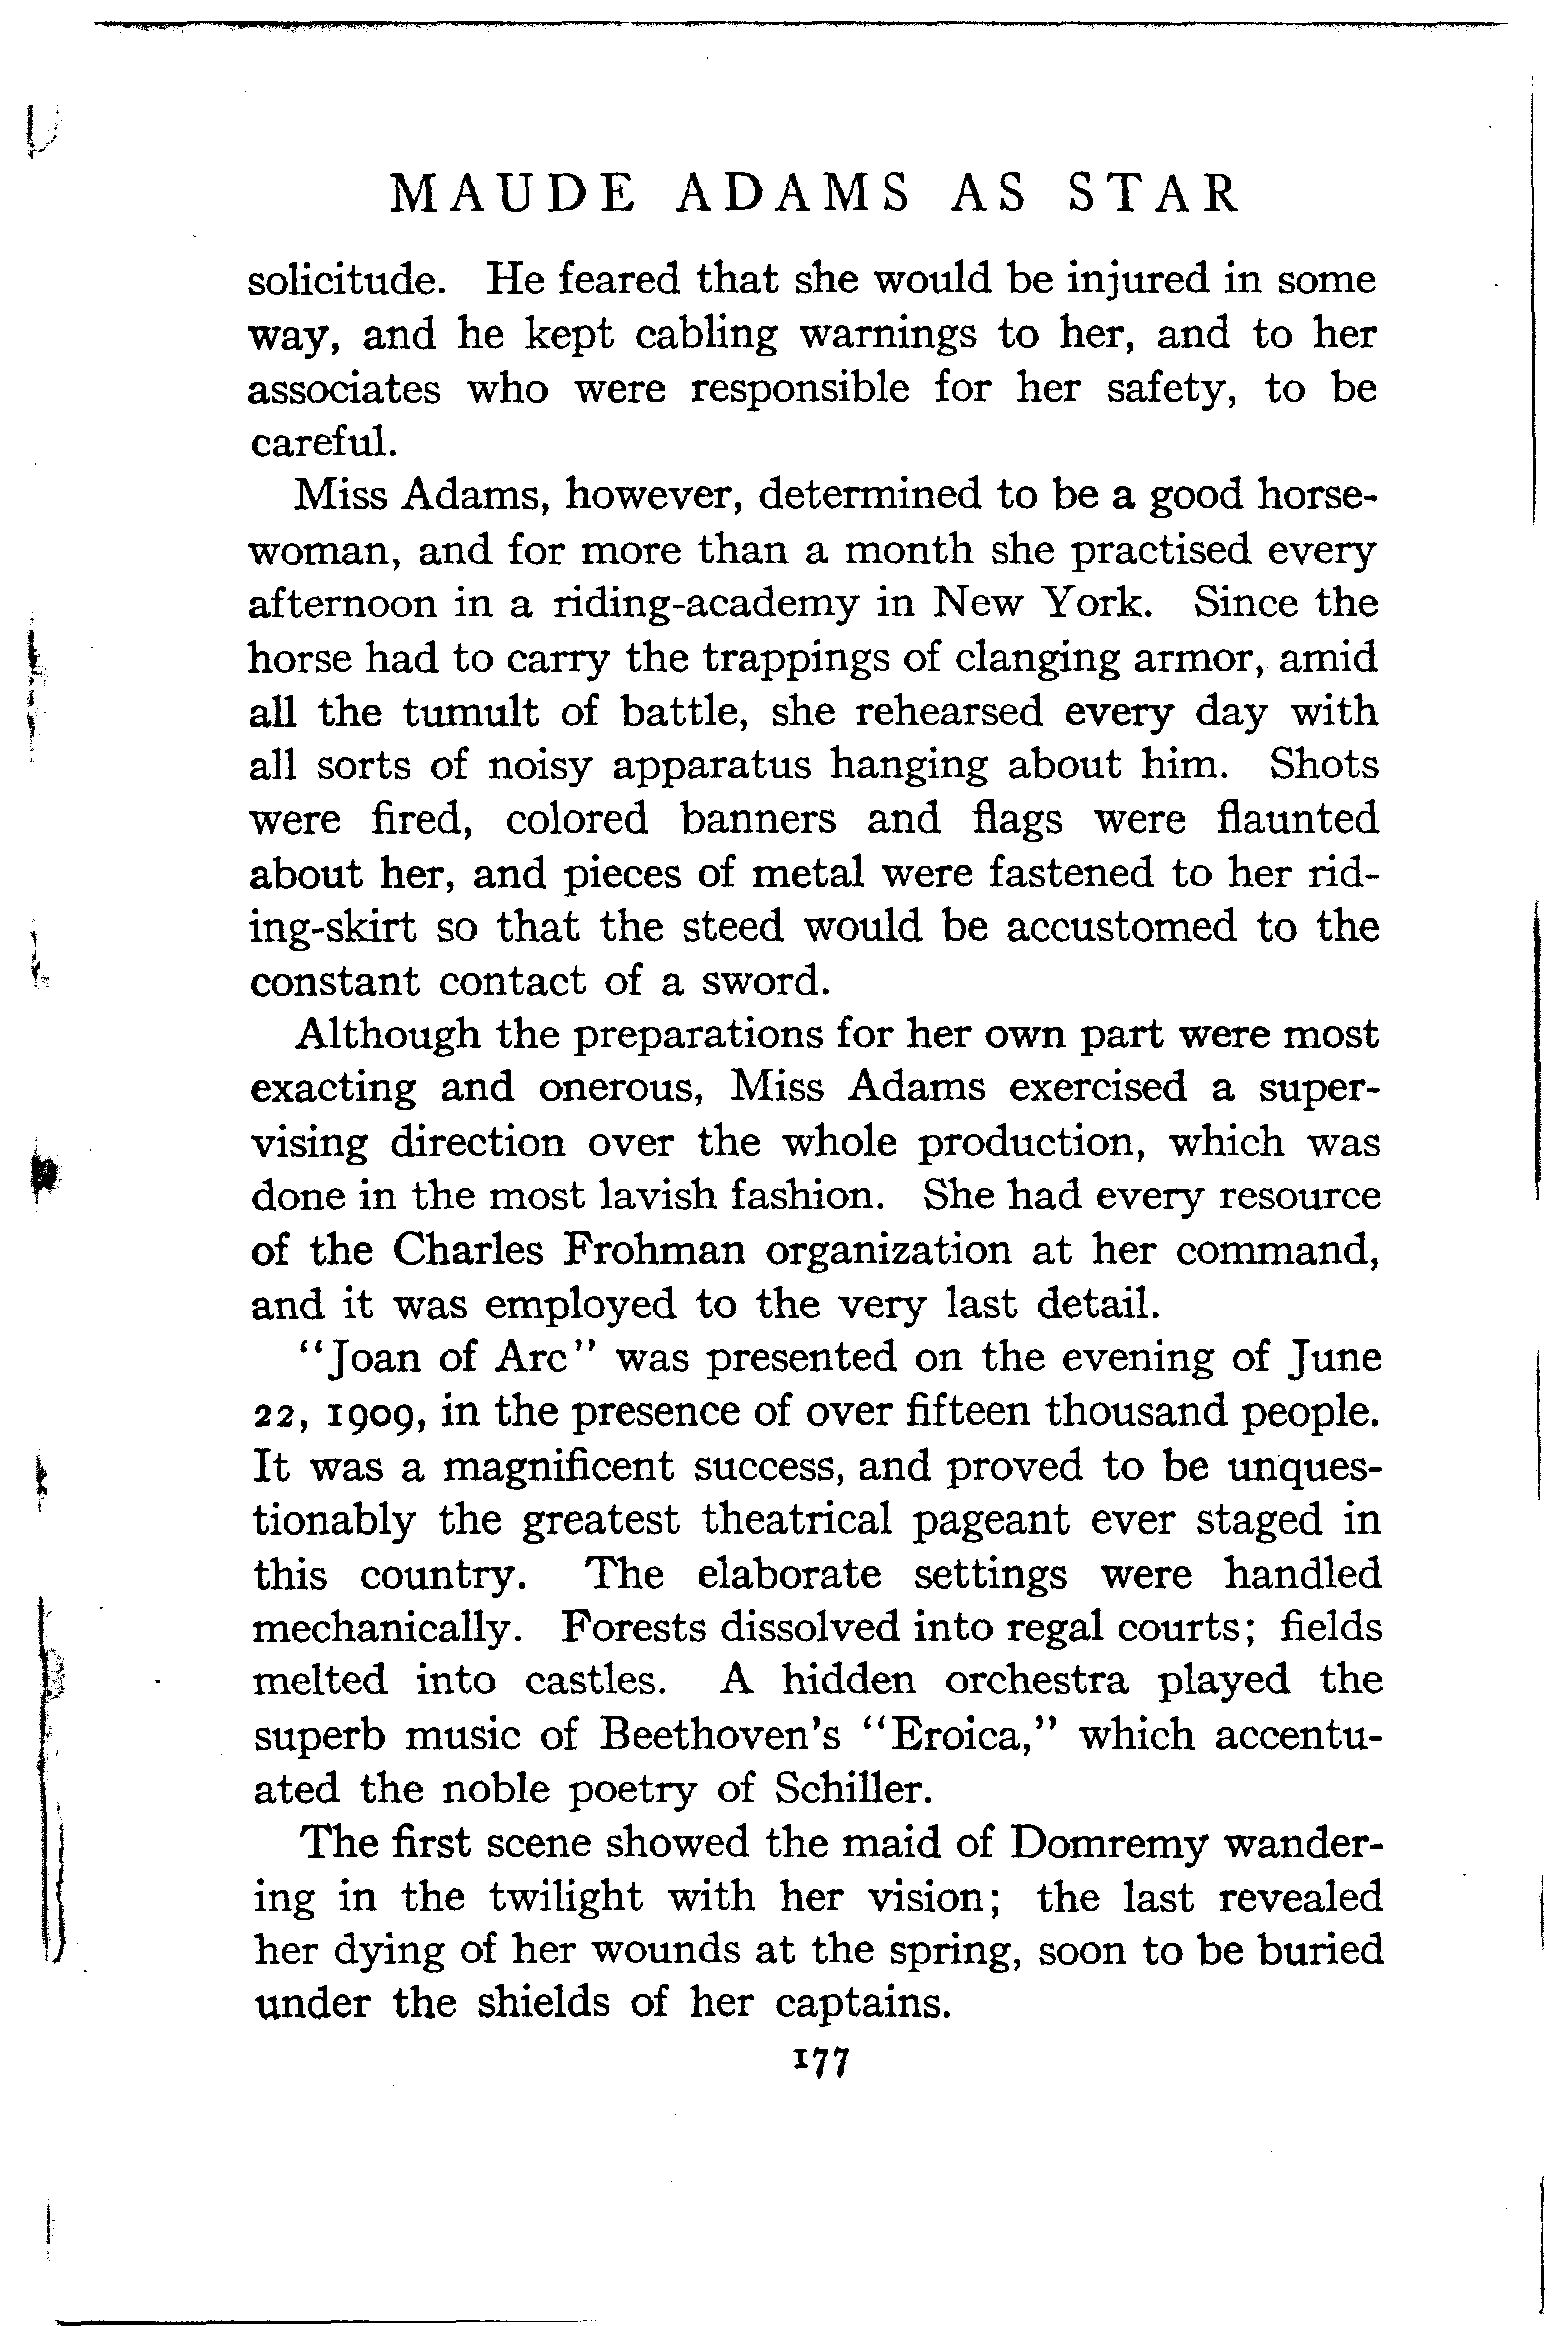 MAUDE ADAMS AS STAR
solicitude. He feared that she would be injured in some
way, and he kept cabling warnings to her, and to her
associates who were responsible for her safety, to be
careful.
Miss Adams, however, determined to be a good horse-
woman, and for more than a month she practised every
afternoon in a riding-academy in New York. Since the
horse had to carry the trappings of clanging armor, amid
all the tumult of battle, she rehearsed every day with
all sorts of noisy apparatus hanging about him. Shots
were fired, colored banners and flags were flaunted
about her, and pieces of metal were fastened to her rid-
ing-skirt so that the steed would be accustomed to the
constant contact of a sword.
Although the preparations for her own part were most
exacting and onerous, Miss Adams exercised a super-
vising direction over the whole production, which was
done in the most lavish fashion. She had every resource
of the Charles Frohman organization at her command,
and it was employed to the very last detail.
"Joan of Arc" was presented on the evening of June
22, 1909, in the presence of over fifteen thousand people.
It was a magnificent success, and proved to be unques-
tionably the greatest theatrical pageant ever staged in
this country. The elaborate settings were handled
mechanically. Forests dissolved into regal courts; fields
melted into castles. A hidden orchestra played the
superb music of Beethoven's "Eroica," which accentu-
ated the noble poetry of Schiller.
The first scene showed the maid of Domremy wander-
ing in the twilight with her vision; the last revealed
her dying of her wounds at the spring, soon to be buried
under the shields of her captains.
177